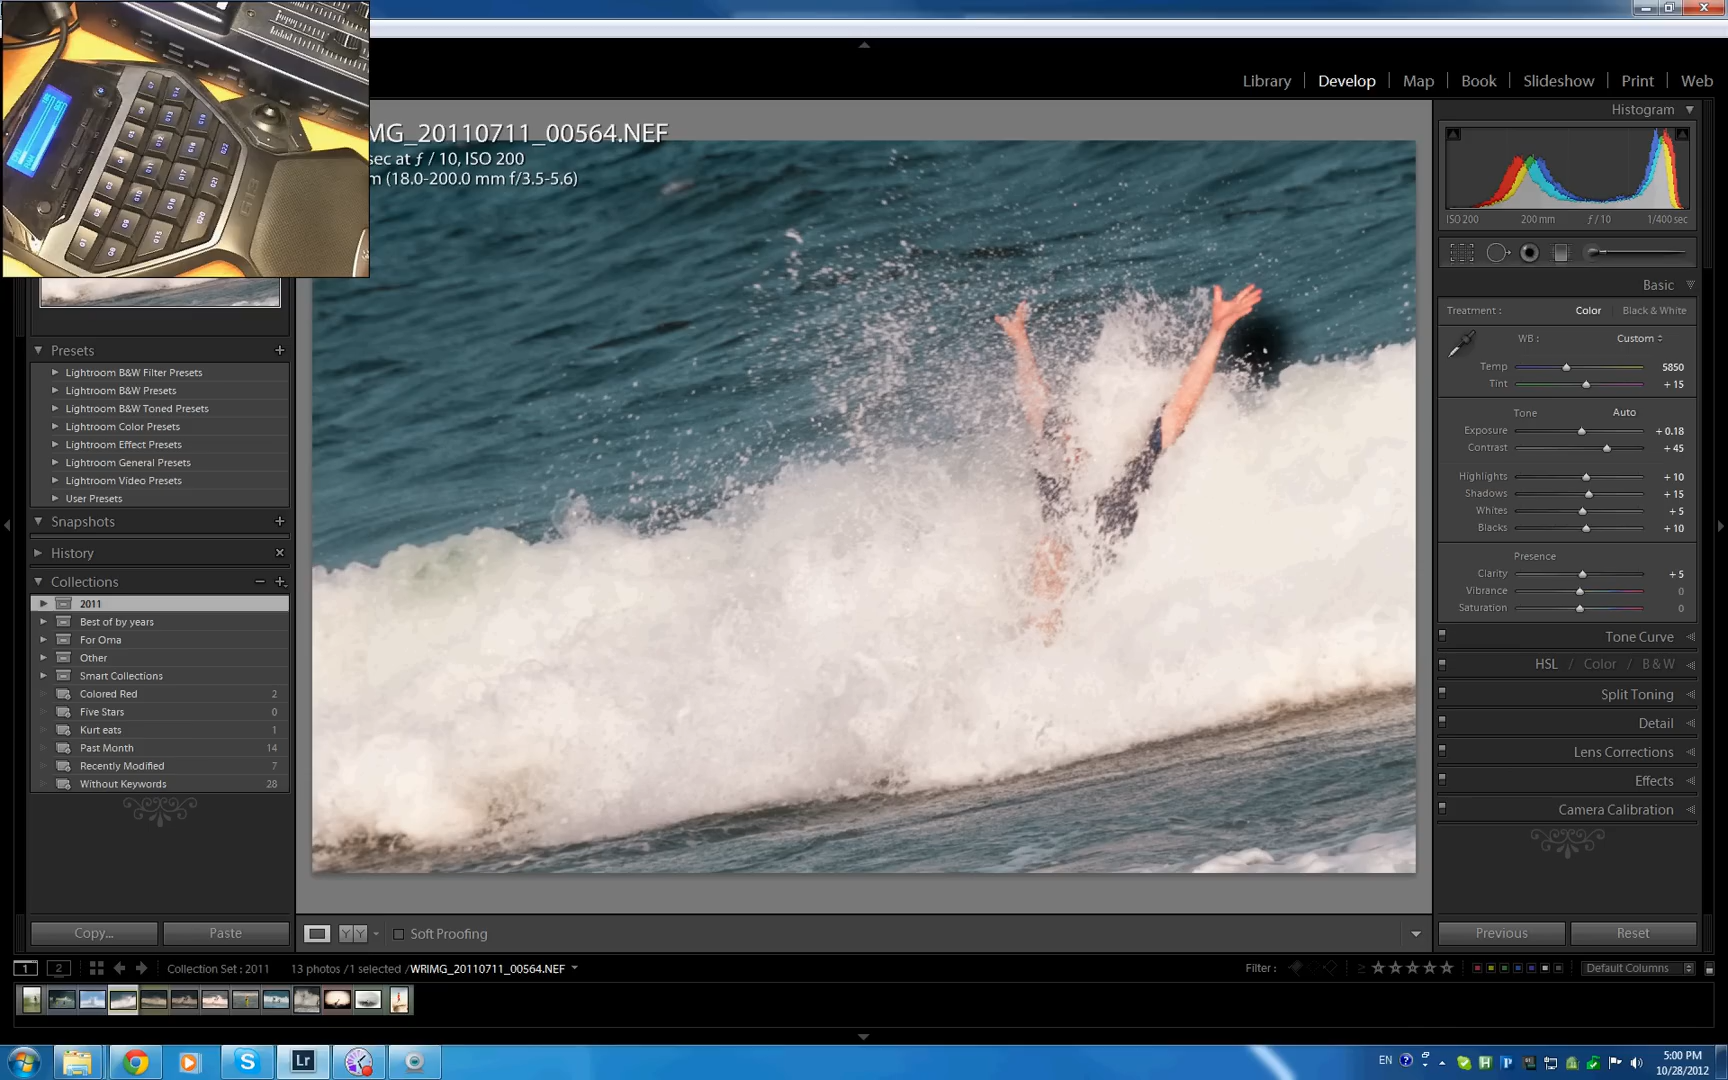 Library | Develop | Map | Book | Slideshow | Print | Web
Histogram
MG_20110711_00564.NEF
sec at ƒ / 10, ISO 200
m (18.0-200.0 mm f/3.5-5.6)
ISO 200 200 mm ƒ / 10 1/400 sec
Basic
Treatment : Color Black & White
WB : Custom
Temp 5850
Tint + 15
Tone Auto
Exposure + 0.18
Contrast + 45
Highlights + 10
Shadows + 15
Whites + 5
Blacks + 10
Presence
Clarity + 5
Vibrance 0
Saturation 0
Tone Curve
HSL / Color / B & W
Split Toning
Detail
Lens Corrections
Effects
Camera Calibration
Previous Reset
Presets
Lightroom B&W Filter Presets
Lightroom B&W Presets
Lightroom B&W Toned Presets
Lightroom Color Presets
Lightroom Effect Presets
Lightroom General Presets
Lightroom Video Presets
User Presets
Snapshots
History
Collections
2011
Best of by years
For Oma
Other
Smart Collections
Colored Red 2
Five Stars 0
Kurt eats 1
Past Month 14
Recently Modified 7
Without Keywords 28
Copy... Paste
YY Soft Proofing
1 2 Collection Set : 2011 13 photos / 1 selected / WRIMG_20110711_00564.NEF Filter : Default Columns
Lr EN 5:00 PM
10/28/2012